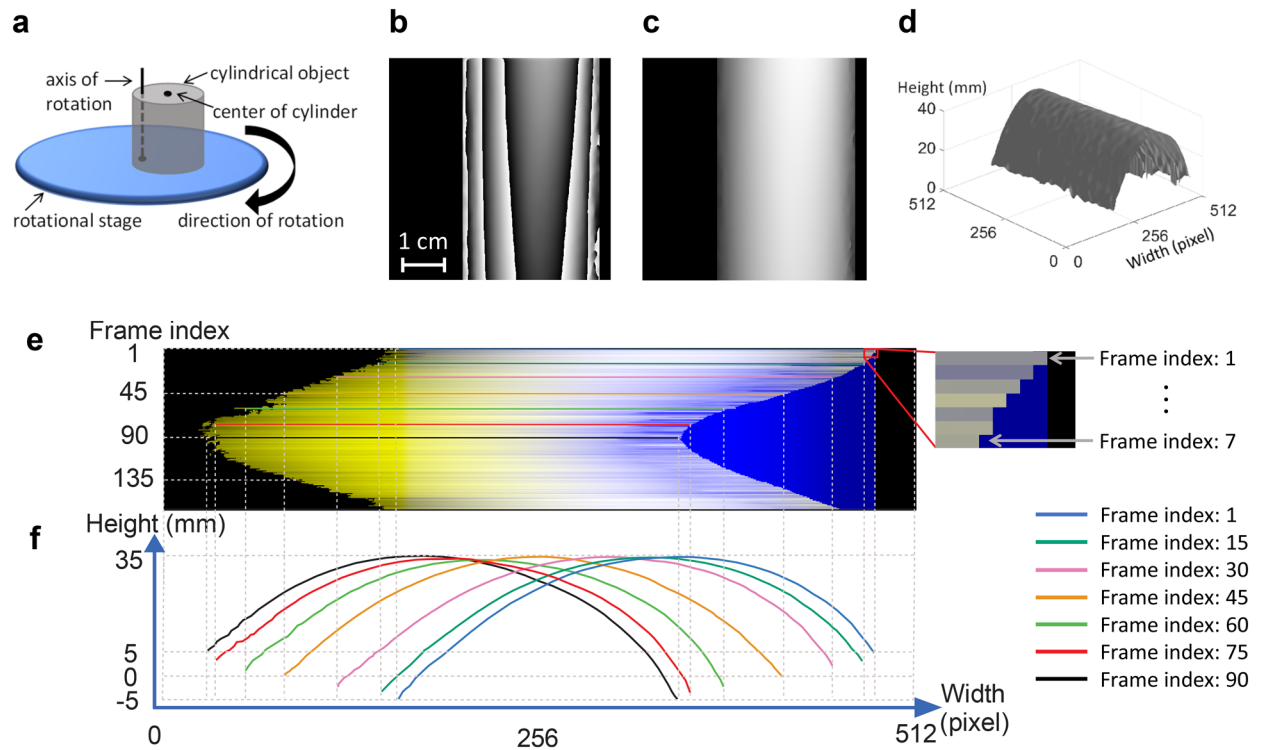 a
axis of
rotation
cylindrical object
center of cylinder
rotational stage
direction of rotation
b
1 cm
c
d
Height (mm)
40
20
0
512
256
0
0
256
512
Width (pixel)
e
Frame index
1
45
90
135
Frame index: 1
Frame index: 7
f
Height (mm)
35
5
0
-5
0
256
512
Width
(pixel)
Frame index: 1
Frame index: 15
Frame index: 30
Frame index: 45
Frame index: 60
Frame index: 75
Frame index: 90